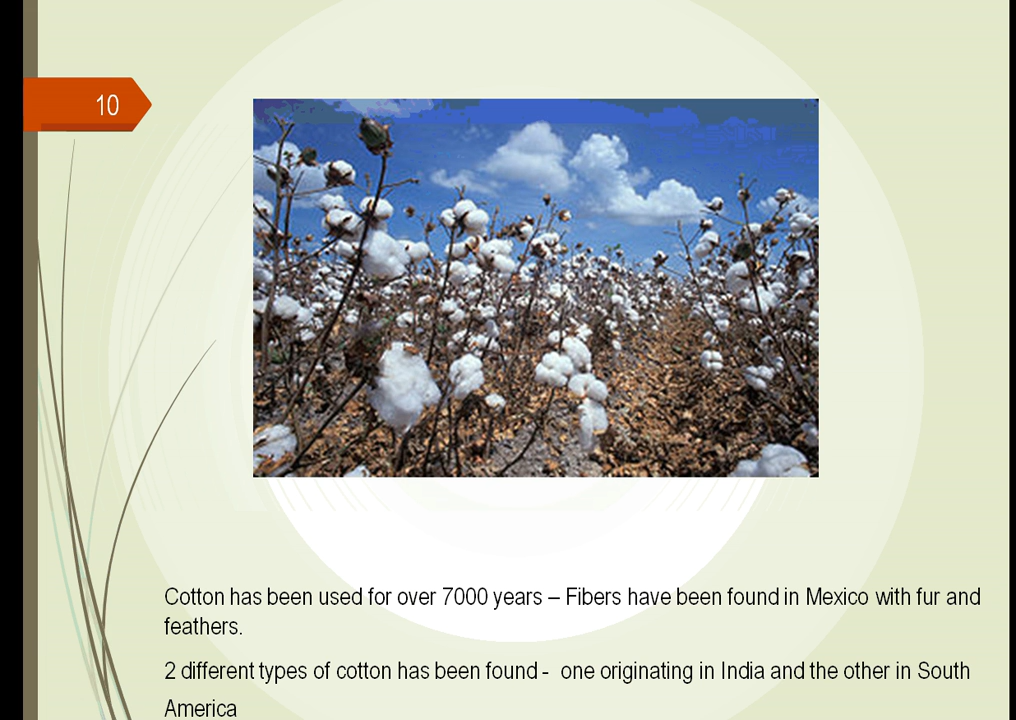 10
Cotton has been used for over 7000 years – Fibers have been found in Mexico with fur and
feathers.
2 different types of cotton has been found - one originating in India and the other in South
America